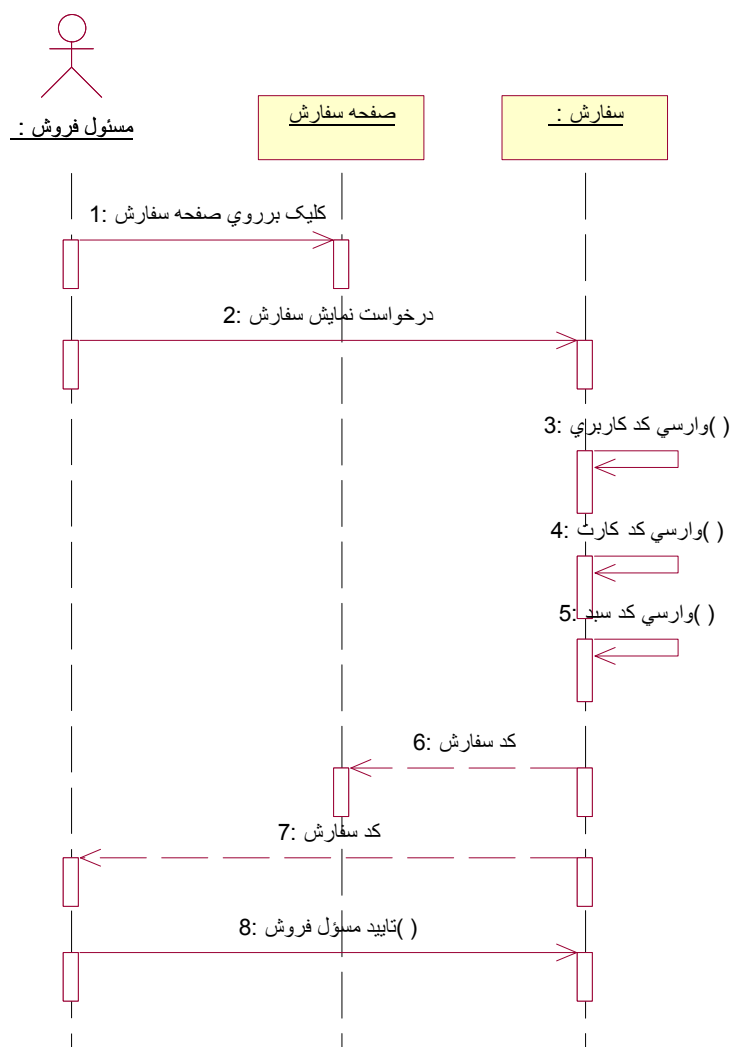 مسئول فروش :
صفحه سفارش
سفارش :
1: کليک برروي صفحه سفارش
2: درخواست نمايش سفارش
3: وارسي کد کاربري( )
4: وارسي کد کارت( )
5: وارسي کد سبد( )
6: کد سفارش
7: کد سفارش
8: تاييد مسؤل فروش( )